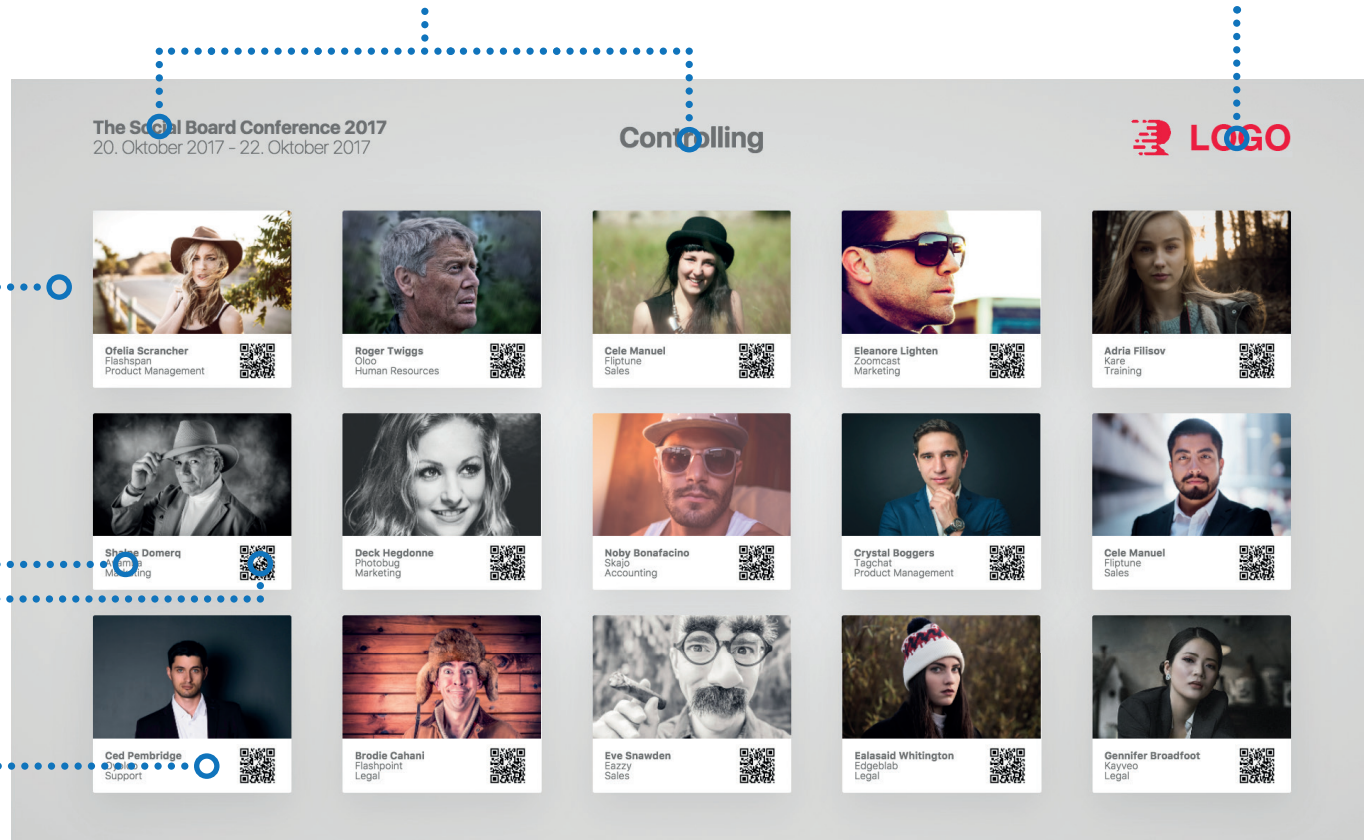 The Social Board Conference 2017
20. Oktober 2017 - 22. Oktober 2017
Controlling
LOGO
Ofelia Scrancher
Flashspan
Product Management
Roger Twiggs
Oloo
Human Resources
Cele Manuel
Fliptune
Sales
Eleanore Lighten
Zoomcast
Marketing
Adria Filisov
Kare
Training
Shaine Domerq
Marketing
Deck Hegdonne
Photobug
Marketing
Noby Bonafacino
Skajo
Accounting
Crystal Boggers
Tagchat
Product Management
Cele Manuel
Fliptune
Sales
Ced Pembridge
Support
Brodie Cahani
Flashpoint
Legal
Eve Snawden
Eazzy
Sales
Ealasaid Whitington
Edgeblab
Legal
Gennifer Broadfoot
Kayveo
Legal